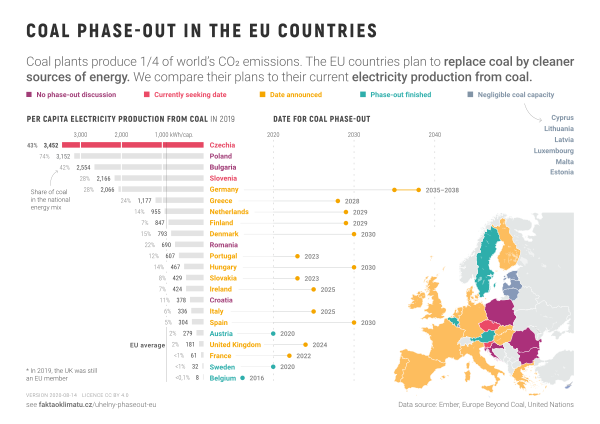 COAL PHASE-OUT IN THE EU COUNTRIES
Coal plants produce 1/4 of world's CO₂ emissions. The EU countries plan to replace coal by cleaner
sources of energy. We compare their plans to their current electricity production from coal.
No phase-out discussion
Currently seeking date
Date announced
Phase-out finished
Negligible coal capacity
PER CAPITA ELECTRICITY PRODUCTION FROM COAL IN 2019
DATE FOR COAL PHASE-OUT
3,000 2,000 1,000 kWh/cap.
2020 2030 2040
Cyprus
Lithuania
Latvia
Luxembourg
Malta
Estonia
43% 3,452 Czechia
74% 3,152 Poland
42% 2,554 Bulgaria
28% 2,166 Slovenia
28% 2,066 Germany 2035–2038
Share of coal
in the national
energy mix
24% 1,177 Greece 2028
14% 955 Netherlands 2029
7% 847 Finland 2029
15% 793 Denmark 2030
22% 690 Romania
12% 607 Portugal 2023
14% 467 Hungary 2030
8% 429 Slovakia 2023
7% 424 Ireland 2025
11% 378 Croatia
6% 336 Italy 2025
5% 304 Spain 2030
2% 279 Austria 2020
EU average 2% 181 United Kingdom 2024
<1% 61 France 2022
<1% 32 Sweden 2020
<0,1% 8 Belgium 2016
* In 2019, the UK was still
an EU member
VERSION 2020-08-14 LICENCE CC BY 4.0
see faktaoklimatu.cz/uhelny-phaseout-eu
Data source: Ember, Europe Beyond Coal, United Nations